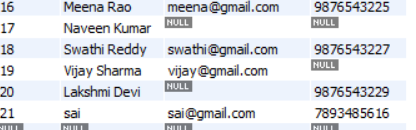 16 Meena Rao meena@gmail.com 9876543225
17 Naveen Kumar NULL NULL
18 Swathi Reddy swathi@gmail.com 9876543227
19 Vijay Sharma vijay@gmail.com NULL
20 Lakshmi Devi NULL 9876543229
21 sai sai@gmail.com 7893485616
NULL NULL NULL NULL